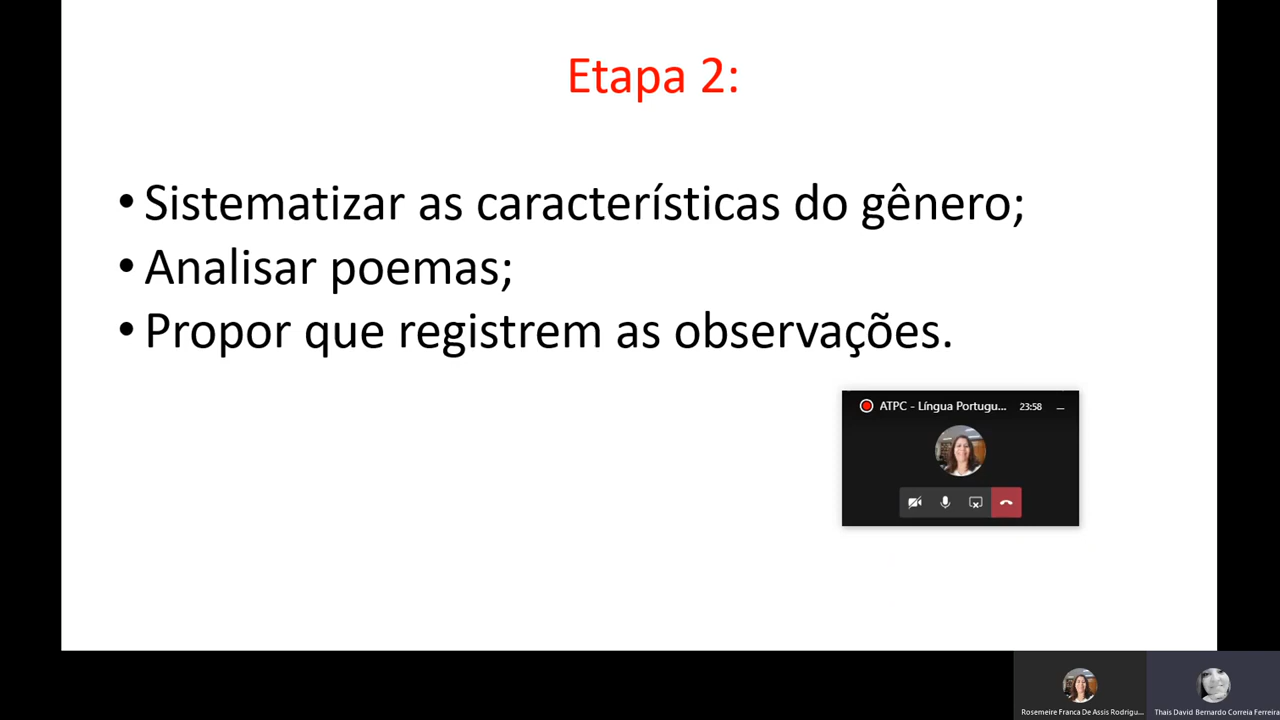 Etapa 2:
• Sistematizar as características do gênero;
• Analisar poemas;
• Propor que registrem as observações.
ATPC - Língua Portugu... 23:58
Rosemeire Franca De Assis Rodrigu...
Thais David Bernardo Correia Ferreira